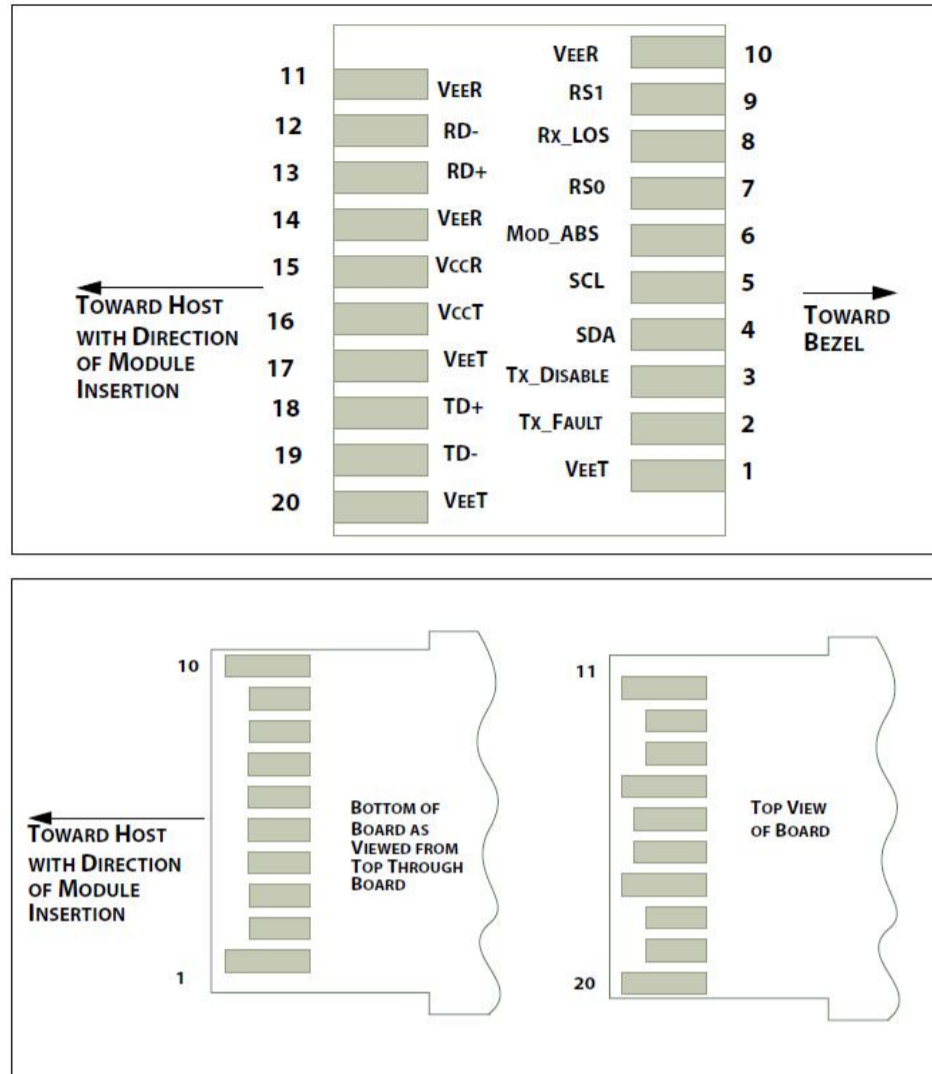 11 VEER
12 RD-
13 RD+
14 VEER
15 VCCR
16 VCCT
17 VEET
18 TD+
19 TD-
20 VEET
VEER 10
RS1 9
RX_LOS 8
RS0 7
MOD_ABS 6
SCL 5
SDA 4
TX_DISABLE 3
TX_FAULT 2
VEET 1
TOWARD HOST
WITH DIRECTION
OF MODULE
INSERTION
TOWARD
BEZEL
10
1
BOTTOM OF
BOARD AS
VIEWED FROM
TOP THROUGH
BOARD
TOWARD HOST
WITH DIRECTION
OF MODULE
INSERTION
11
20
TOP VIEW
OF BOARD